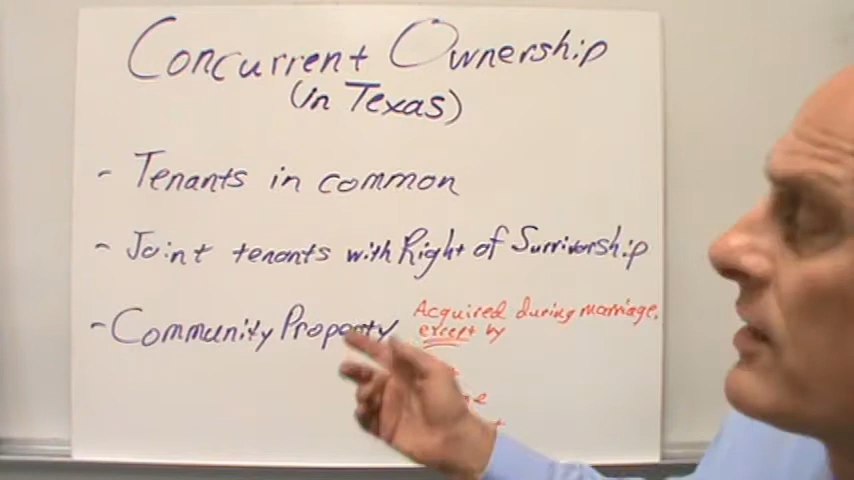 Concurrent Ownership
(in Texas)
- Tenants in common
- Joint tenants with Right of Survivorship
- Community Property
Acquired during marriage,
except by